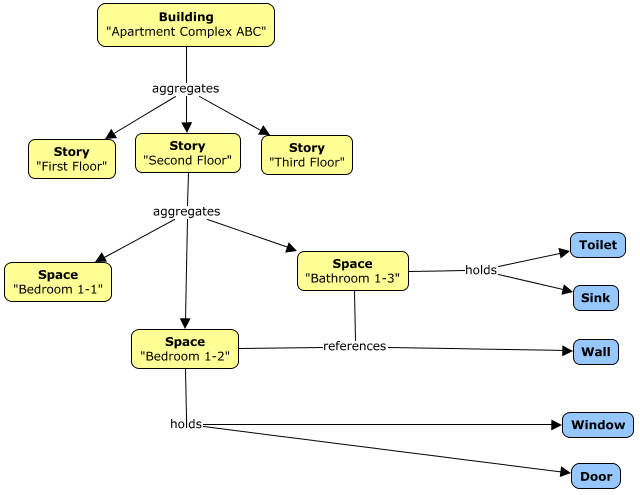 Building
"Apartment Complex ABC"
aggregates
Story
"First Floor"
Story
"Second Floor"
Story
"Third Floor"
aggregates
Space
"Bedroom 1-1"
Space
"Bathroom 1-3"
holds
Toilet
Sink
Space
"Bedroom 1-2"
references
Wall
holds
Window
Door